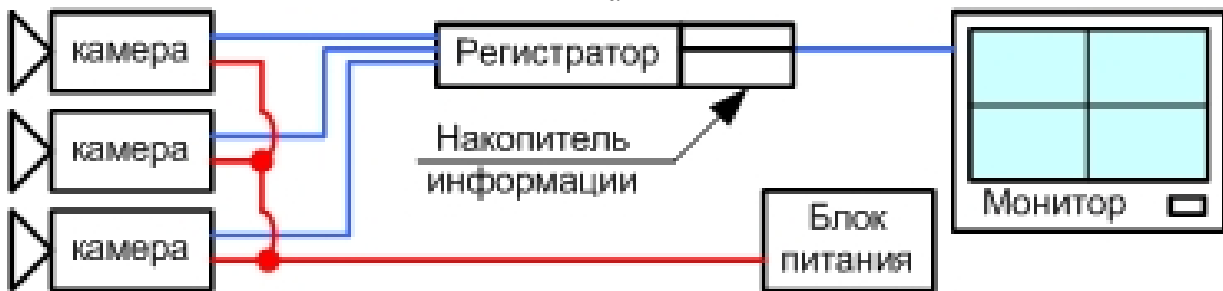 камера
Регистратор
камера
Накопитель
информации
камера
Блок
питания
Монитор